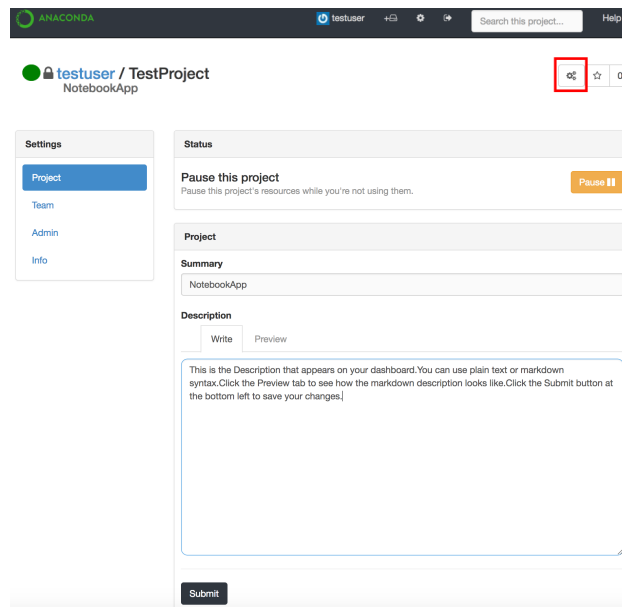 ANACONDA
testuser
Search this project...
Help
testuser / TestProject
NotebookApp
0
Settings
Project
Team
Admin
Info
Status
Pause this project
Pause this project's resources while you're not using them.
Pause
Project
Summary
NotebookApp
Description
Write
Preview
This is the Description that appears on your dashboard.You can use plain text or markdown
syntax.Click the Preview tab to see how the markdown description looks like.Click the Submit button at
the bottom left to save your changes.
Submit